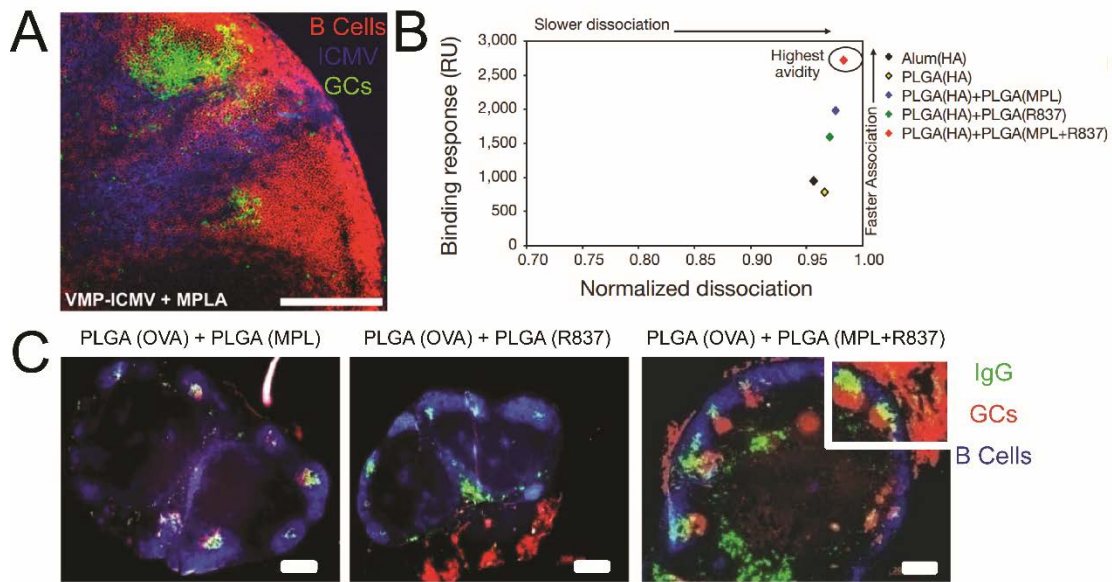 A
B Cells
ICMV
GCs
VMP-ICMV + MPLA
B
Slower dissociation
Binding response (RU)
3,000
2,500
2,000
1,500
1,000
500
0
0.70
0.75
0.80
0.85
0.90
0.95
1.00
Normalized dissociation
Highest
avidity
Faster Association
Alum(HA)
PLGA(HA)
PLGA(HA)+PLGA(MPL)
PLGA(HA)+PLGA(R837)
PLGA(HA)+PLGA(MPL+R837)
C
PLGA (OVA) + PLGA (MPL)
PLGA (OVA) + PLGA (R837)
PLGA (OVA) + PLGA (MPL+R837)
IgG
GCs
B Cells